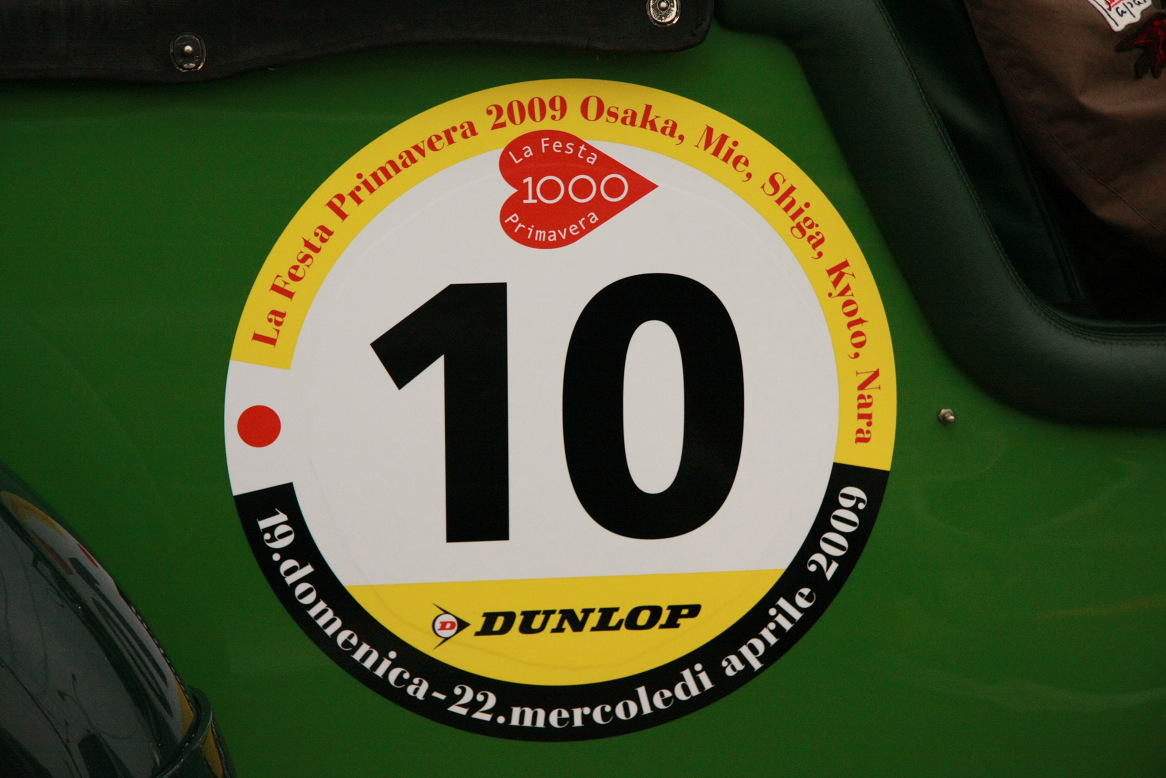 La Festa Primavera 2009 Osaka, Mie, Shiga, Kyoto, Nara
La Festa
1000
Primavera
10
D DUNLOP
19.domenica-22.mercoledi aprile 2009